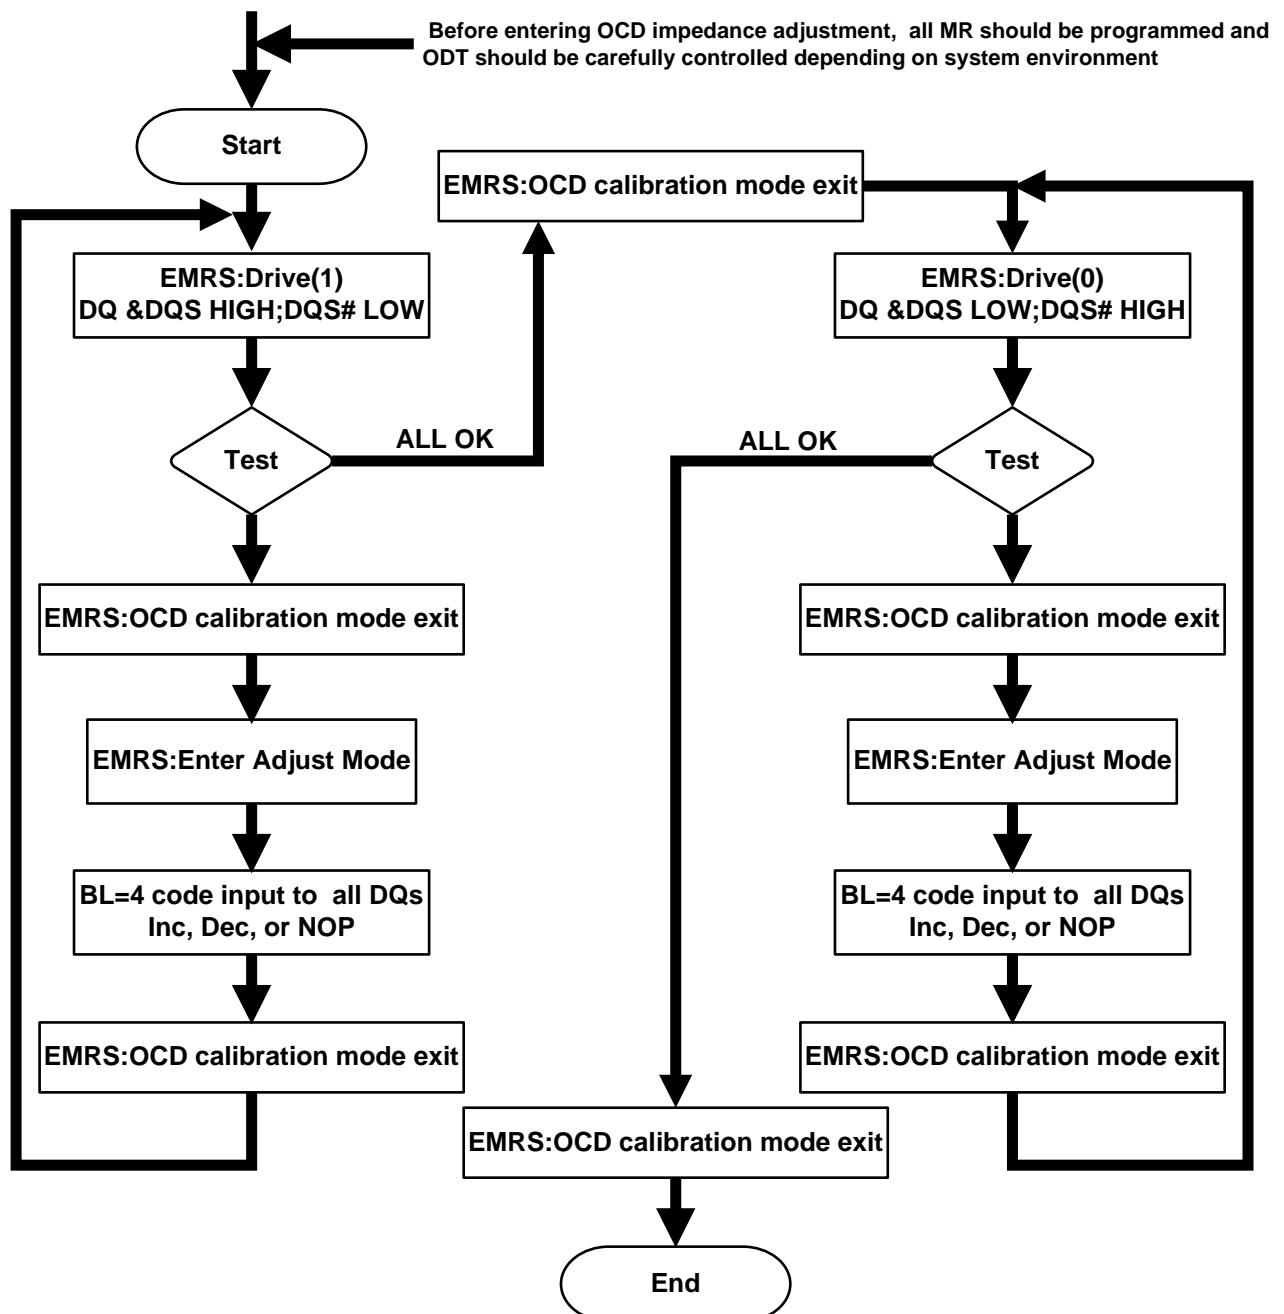 Before entering OCD impedance adjustment, all MR should be programmed and
ODT should be carefully controlled depending on system environment
Start
EMRS:OCD calibration mode exit
EMRS:Drive(1)
DQ &DQS HIGH;DQS# LOW
EMRS:Drive(0)
DQ &DQS LOW;DQS# HIGH
ALL OK
ALL OK
Test
Test
EMRS:OCD calibration mode exit
EMRS:OCD calibration mode exit
EMRS:Enter Adjust Mode
EMRS:Enter Adjust Mode
BL=4 code input to all DQs
Inc, Dec, or NOP
BL=4 code input to all DQs
Inc, Dec, or NOP
EMRS:OCD calibration mode exit
EMRS:OCD calibration mode exit
EMRS:OCD calibration mode exit
End